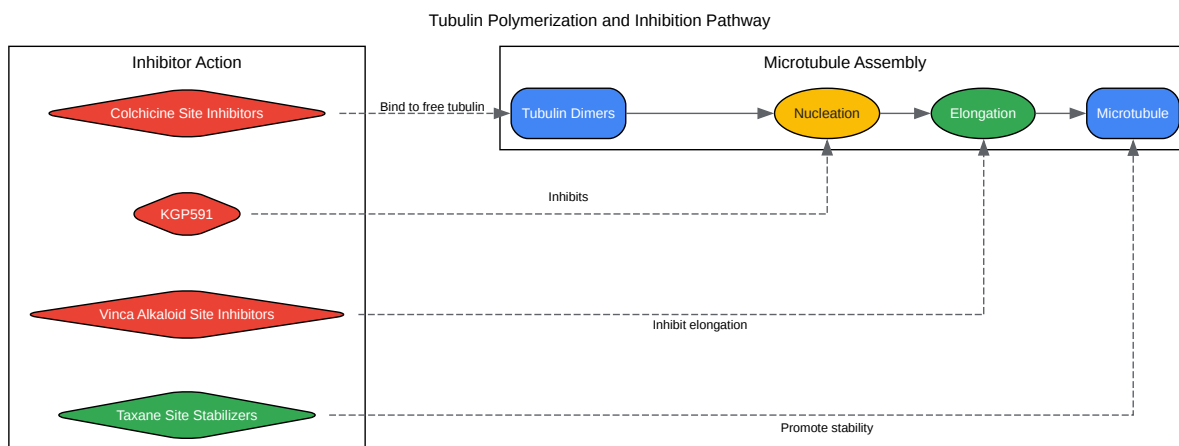 Tubulin Polymerization and Inhibition Pathway
Inhibitor Action
Microtubule Assembly
Colchicine Site Inhibitors
Bind to free tubulin
Tubulin Dimers
Nucleation
Elongation
Microtubule
KGP591
Inhibits
Vinca Alkaloid Site Inhibitors
Inhibit elongation
Taxane Site Stabilizers
Promote stability